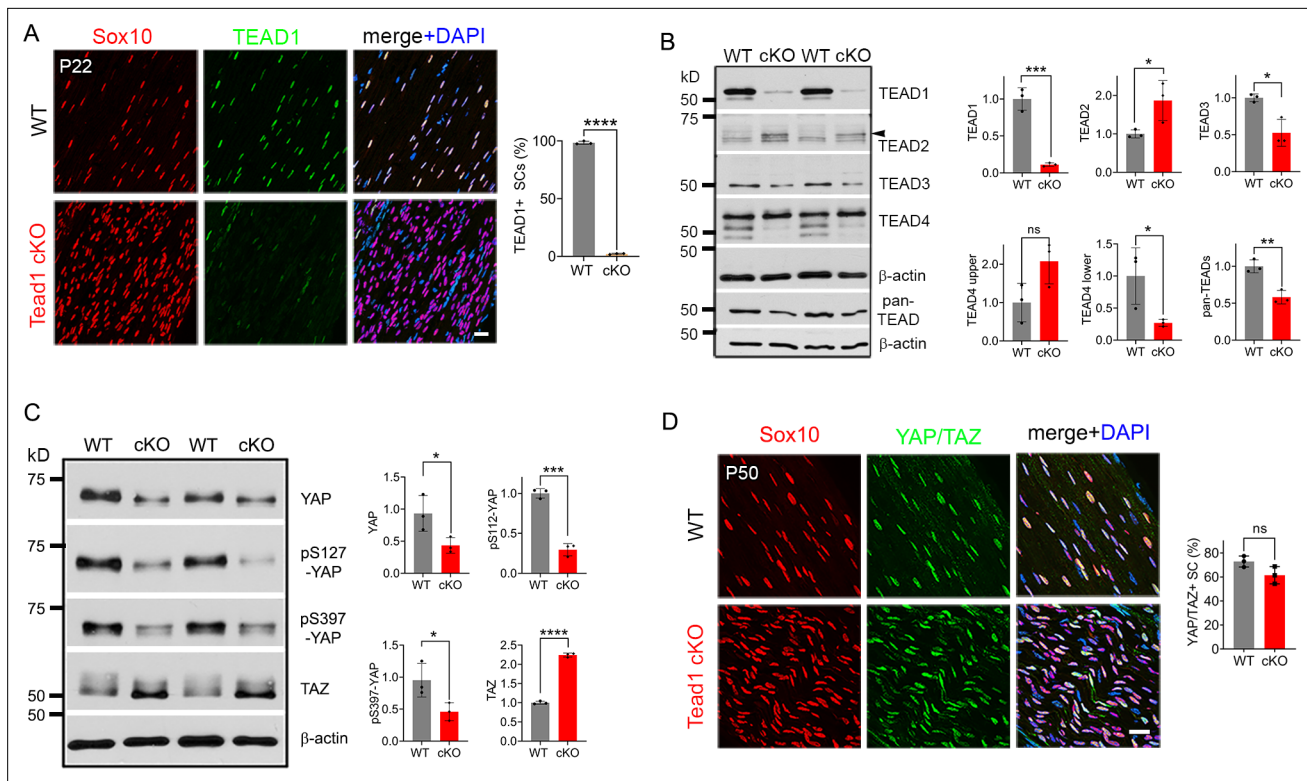 A
Sox10 TEAD1 merge+DAPI
P22
WT
Tead1 cKO
TEAD1+ SCs (%)
****
150
100
50
0
WT cKO
B
WT cKO WT cKO
kD
50
75
50
50
50
50
50
TEAD1
TEAD2
TEAD3
TEAD4
β-actin
pan-
TEAD
β-actin
TEAD1
***
1.5
1.0
0.5
0.0
WT cKO
TEAD2
*
2.0
1.0
0.0
WT cKO
TEAD3
*
1.5
1.0
0.5
0.0
WT cKO
TEAD4 upper
ns
2.0
1.0
0.0
WT cKO
TEAD4 lower
*
1.5
1.0
0.5
0.0
WT cKO
pan-TEADs
**
1.5
1.0
0.5
0.0
WT cKO
C
WT cKO WT cKO
kD
75
75
75
50
50
YAP
pS127
-YAP
pS397
-YAP
TAZ
β-actin
YAP
*
1.5
1.0
0.5
0.0
WT cKO
pS112-YAP
***
1.5
1.0
0.5
0.0
WT cKO
pS397-YAP
*
1.5
1.0
0.5
0.0
WT cKO
TAZ
****
2.5
2.0
1.5
1.0
0.5
0.0
WT cKO
D
Sox10 YAP/TAZ merge+DAPI
P50
WT
Tead1 cKO
YAP/TAZ+ SC (%)
ns
100
80
60
40
20
0
WT cKO